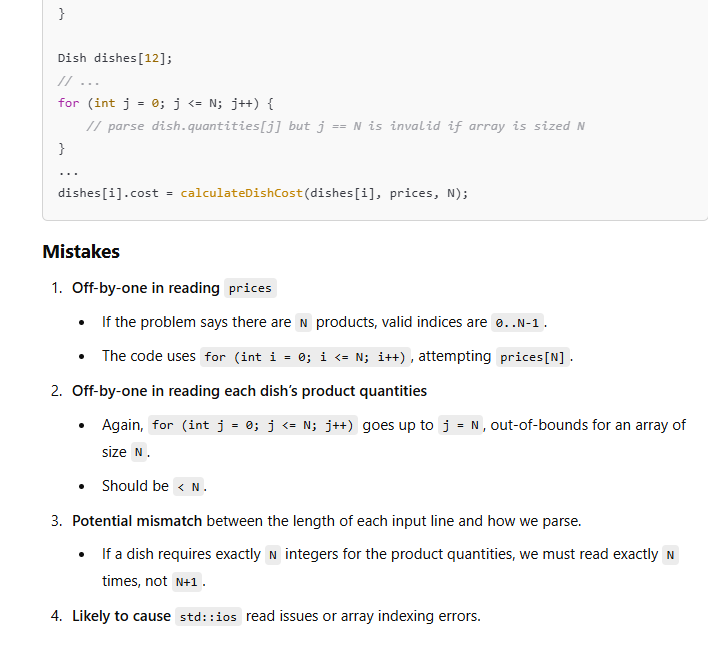 }
Dish dishes[12];
// ...
for (int j = 0; j <= N; j++) {
// parse dish.quantities[j] but j == N is invalid if array is sized N
}
...
dishes[i].cost = calculateDishCost(dishes[i], prices, N);
Mistakes
1. Off-by-one in reading prices
• If the problem says there are N products, valid indices are 0..N-1.
• The code uses for (int i = 0; i <= N; i++), attempting prices[N].
2. Off-by-one in reading each dish’s product quantities
• Again, for (int j = 0; j <= N; j++) goes up to j = N, out-of-bounds for an array of
size N.
• Should be < N.
3. Potential mismatch between the length of each input line and how we parse.
• If a dish requires exactly N integers for the product quantities, we must read exactly N
times, not N+1.
4. Likely to cause std::ios read issues or array indexing errors.